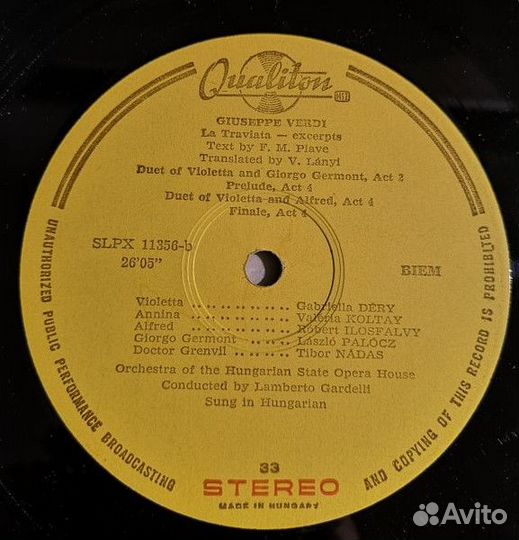 Qualiton
GIUSEPPE VERDI
La Traviata — excerpts
Text by F. M. Piave
Translated by V. Lányi
Duet of Violetta and Giorgo Germont, Act 2
Prelude, Act 4
Duet of Violetta and Alfred, Act 4
Finale, Act 4
SLPX 11356-b
26'05"
BIEM
Violetta .................. Gabriella DÉRY
Annina .................. Valéria KOLTAY
Alfred .................. Róbert ILOSFALVY
Giorgo Germont .......... László PALÓCZ
Doctor Grenvil .......... Tibor NÁDAS
Orchestra of the Hungarian State Opera House
Conducted by Lamberto Gardelli
Sung in Hungarian
33
STEREO
MADE IN HUNGARY
UNAUTHORIZED PUBLIC PERFORMANCE BROADCASTING AND COPYING OF THIS RECORD IS PROHIBITED
Avito